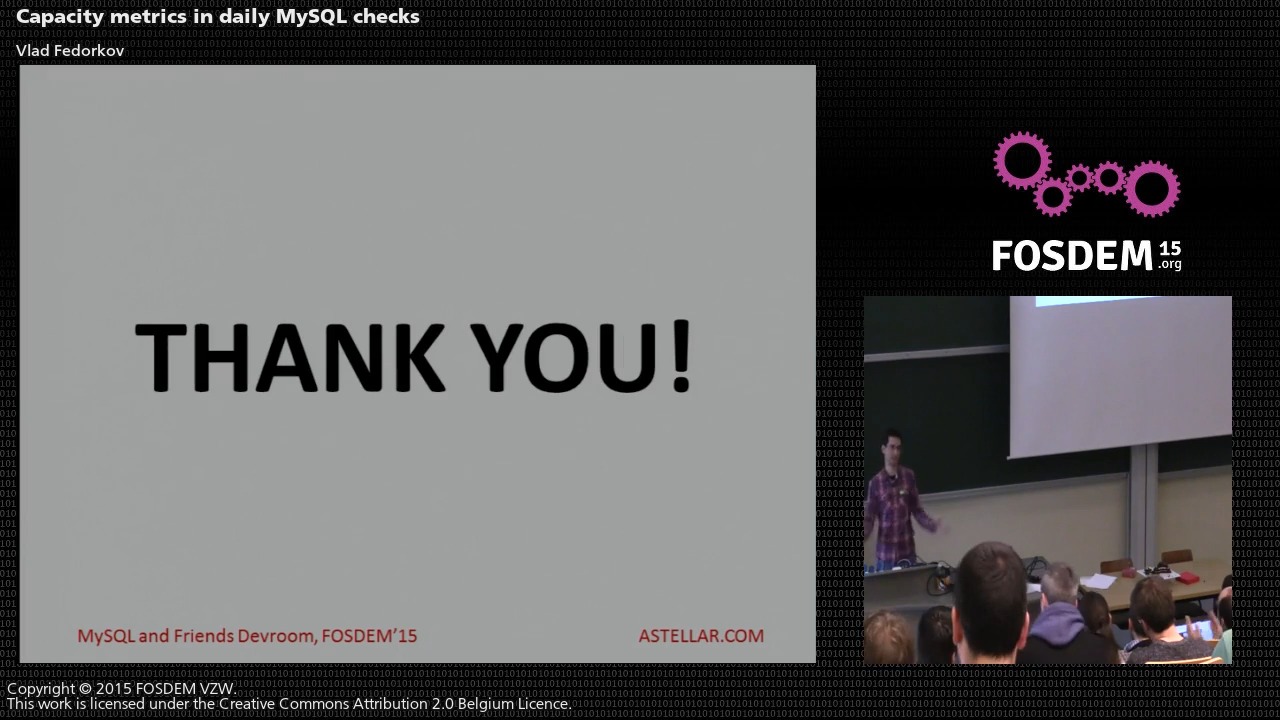 Capacity metrics in daily MySQL checks
Vlad Fedorkov
THANK YOU!
MySQL and Friends Devroom, FOSDEM'15
ASTELLAR.COM
FOSDEM 15
.org
Copyright © 2015 FOSDEM VZW.
This work is licensed under the Creative Commons Attribution 2.0 Belgium Licence.